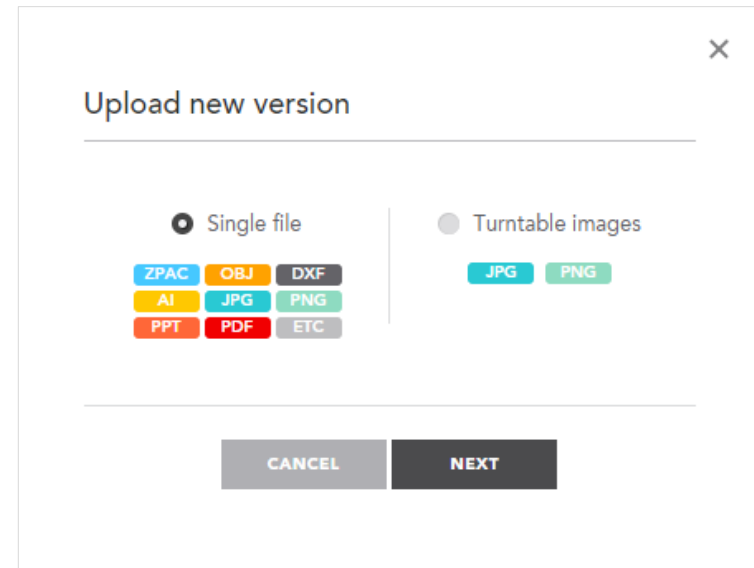 Upload new version
Single file
ZPAC OBJ DXF
AI JPG PNG
PPT PDF ETC
Turntable images
JPG PNG
CANCEL NEXT